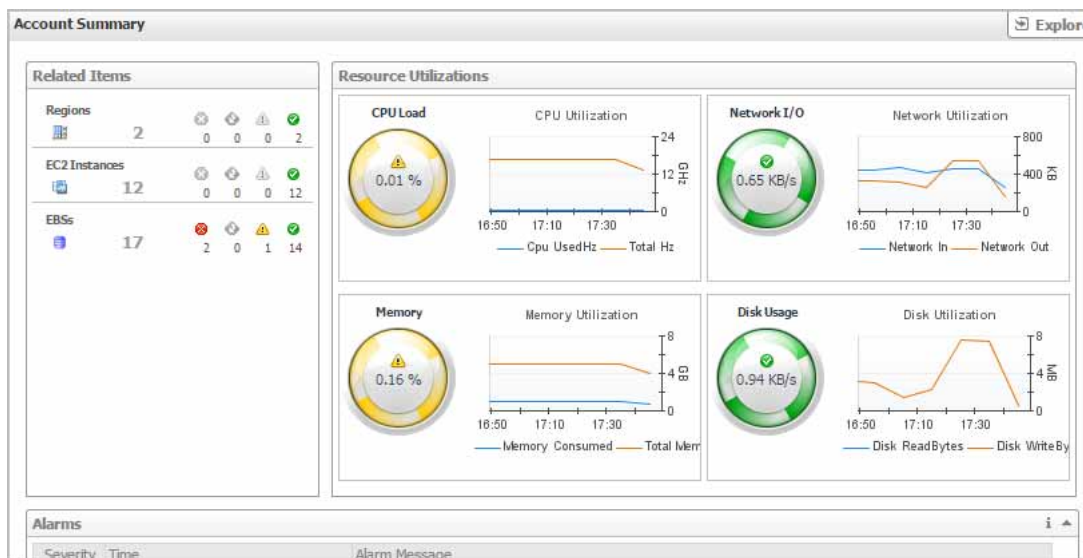 Account Summary
Explore
Related Items
Regions
2
0 0 0 2
EC2 Instances
12
0 0 0 12
EBSs
17
2 0 1 14
Resource Utilizations
CPU Load
0.01 %
CPU Utilization
24
12
0
GHz
16:50 17:10 17:30
Cpu UsedHz Total Hz
Network I/O
0.65 KB/s
Network Utilization
800
400
0
KB
16:50 17:10 17:30
Network In Network Out
Memory
0.16 %
Memory Utilization
8
4
0
GB
16:50 17:10 17:30
Memory Consumed Total Mem
Disk Usage
0.94 KB/s
Disk Utilization
8
4
0
MB
16:50 17:10 17:30
Disk ReadBytes Disk WriteBy
Alarms
i
Severity Time Alarm Message